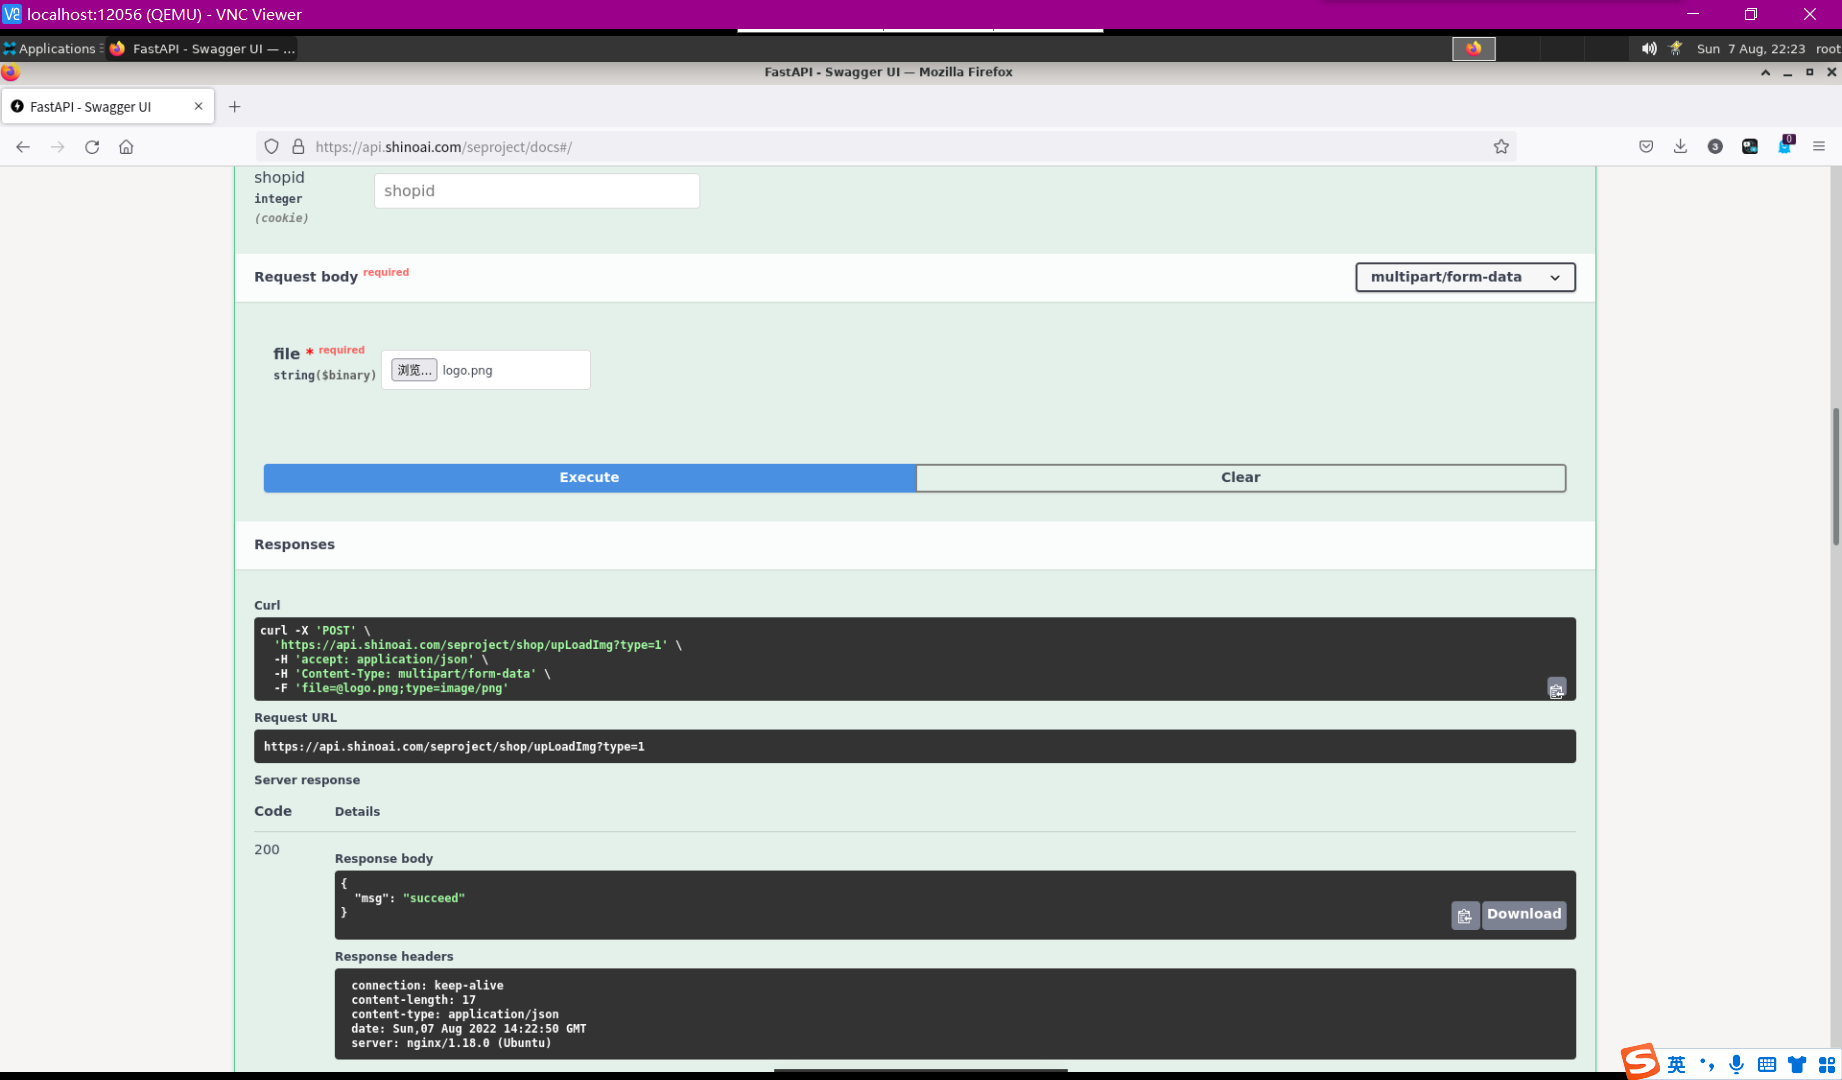 localhost:12056 (QEMU) - VNC Viewer
Applications
FastAPI - Swagger UI — ...
Sun 7 Aug, 22:23 root
FastAPI - Swagger UI — Mozilla Firefox
FastAPI - Swagger UI
https://api.shinoai.com/seproject/docs#/
3
0
shopid
shopid
integer
(cookie)
Request body required
multipart/form-data
file * required
string($binary)
浏览... logo.png
Execute
Clear
Responses
Curl
curl -X 'POST' \
'https://api.shinoai.com/seproject/shop/upLoadImg?type=1' \
-H 'accept: application/json' \
-H 'Content-Type: multipart/form-data' \
-F 'file=@logo.png;type=image/png'
Request URL
https://api.shinoai.com/seproject/shop/upLoadImg?type=1
Server response
Code Details
200
Response body
{
"msg": "succeed"
}
Download
Response headers
connection: keep-alive
content-length: 17
content-type: application/json
date: Sun,07 Aug 2022 14:22:50 GMT
server: nginx/1.18.0 (Ubuntu)
英